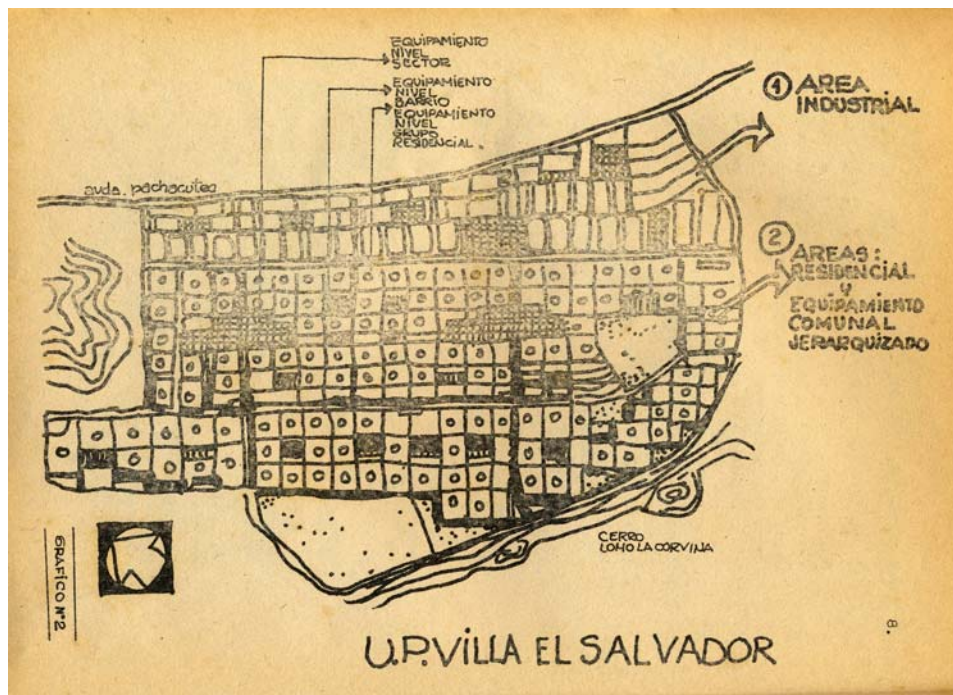 EQUIPAMIENTO
NIVEL
SECTOR
EQUIPAMIENTO
NIVEL
BARRIO
EQUIPAMIENTO
NIVEL
GRUPO
RESIDENCIAL.
1 AREA
INDUSTRIAL
avda. pachacutec
2 AREAS:
RESIDENCIAL
Y
EQUIPAMIENTO
COMUNAL
JERARQUIZADO
CERRO
LOMO LA CORVINA
GRAFICO Nº2
8.
U.P. VILLA EL SALVADOR